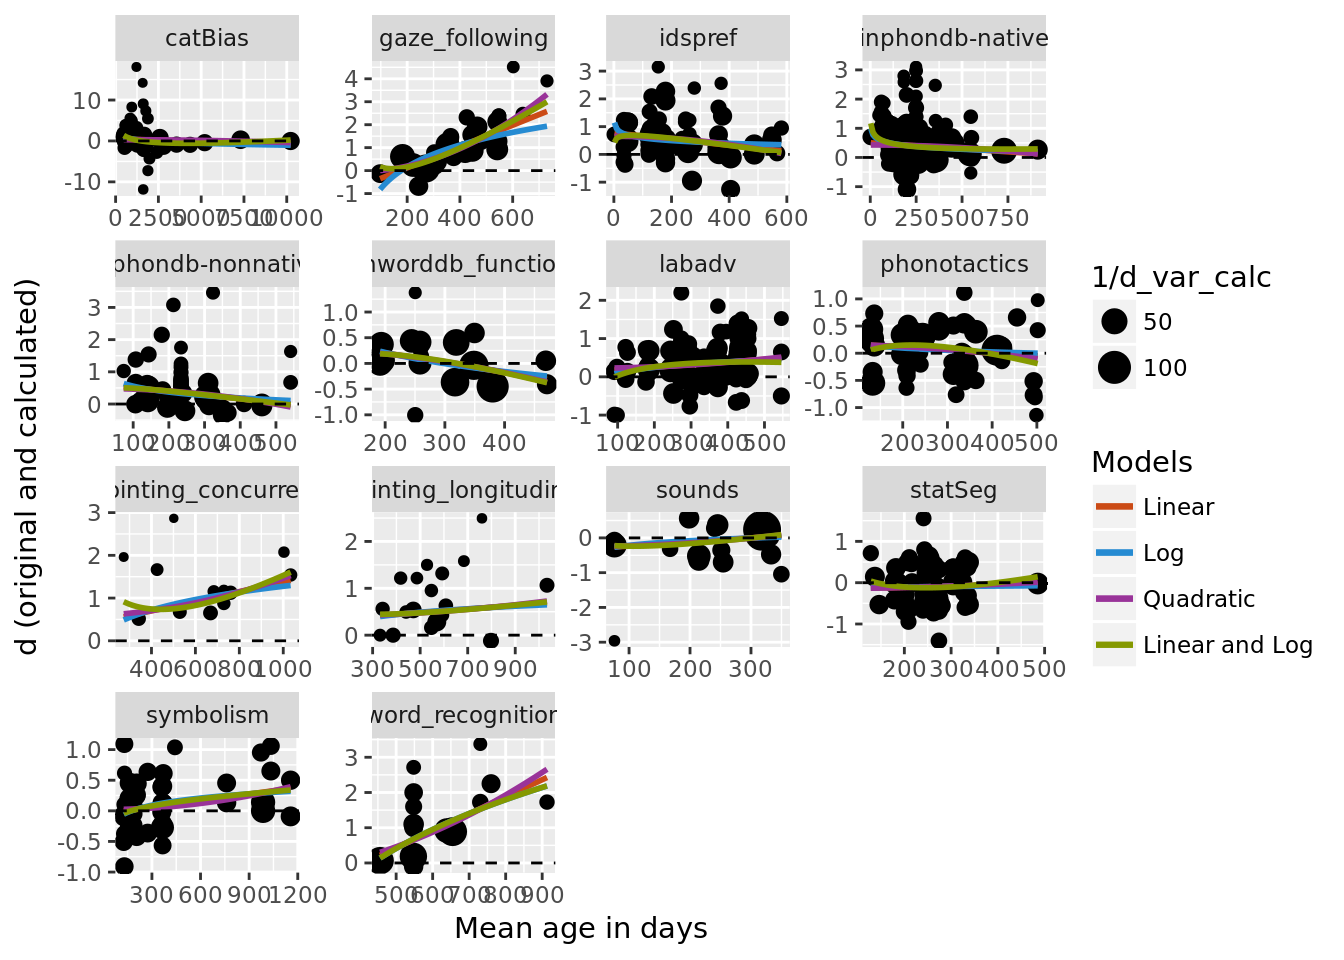 catBias
gaze_following
idspref
inphondb-native
10
0
-10
0 2500 5000 7500 10000
4
3
2
1
0
-1
200 400 600
3
2
1
0
-1
0 200 400 600
3
2
1
0
-1
0 250 500 750
phondb-nonnativ
worddb_functio
labadv
phonotactics
3
2
1
0
100 200 300 400 500
1.0
0.5
0.0
-0.5
-1.0
200 300 400
2
1
0
-1
100 200 300 400 500
1.0
0.5
0.0
-0.5
-1.0
200 300 400 500
ointing_concurre
inting_longitudin
sounds
statSeg
3
2
1
0
400 600 800 1000
2
1
0
300 500 700 900
0
-1
-2
-3
100 200 300
1
0
-1
200 300 400 500
symbolism
word_recognition
1.0
0.5
0.0
-0.5
-1.0
300 600 900 1200
3
2
1
0
500 600 700 800 900
Mean age in days
d (original and calculated)
1/d_var_calc
50
100
Models
Linear
Log
Quadratic
Linear and Log